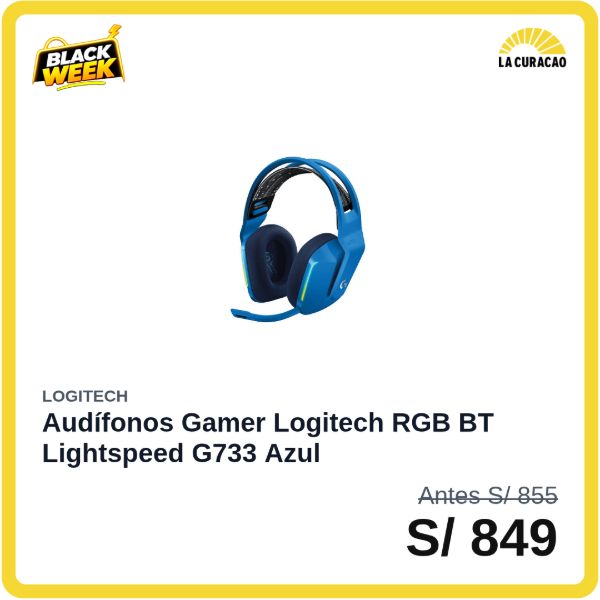 BLACK
WEEK
LA CURACAO
LOGITECH
Audífonos Gamer Logitech RGB BT
Lightspeed G733 Azul
Antes S/ 855
S/ 849